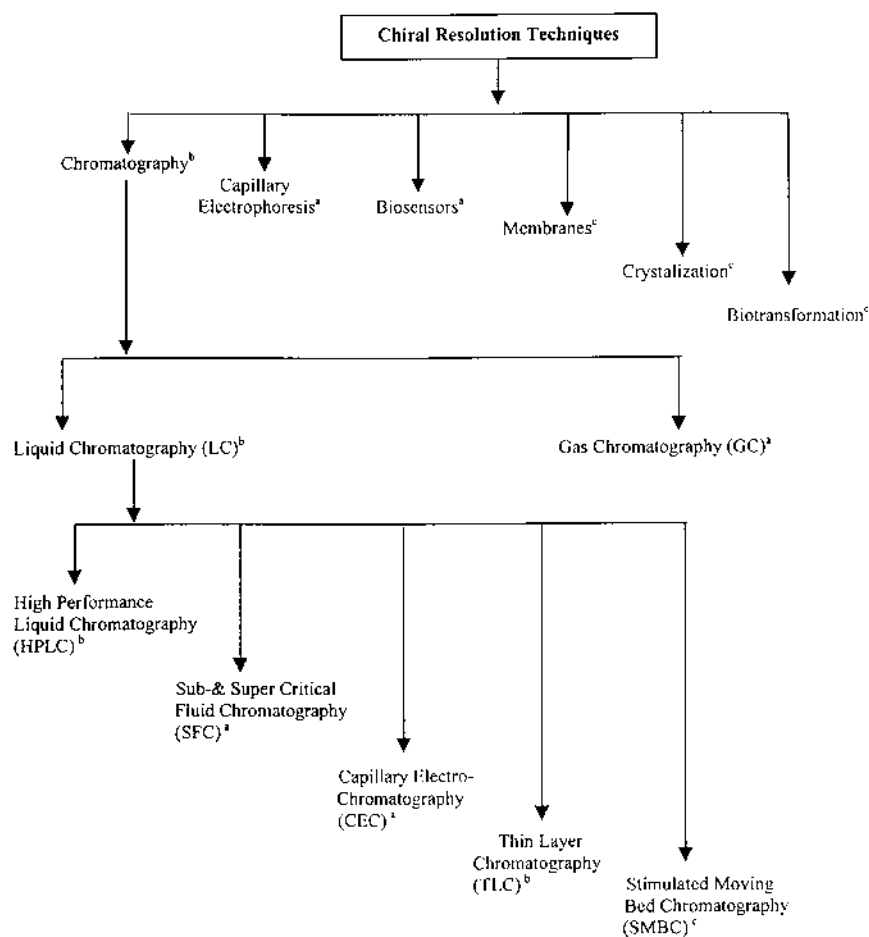 Chiral Resolution Techniques
Chromatography^b
Capillary
Electrophoresis^a
Biosensors^a
Membranes^c
Crystalization^c
Biotransformation^c
Liquid Chromatography (LC)^b
Gas Chromatography (GC)^a
High Performance
Liquid Chromatography
(HPLC)^b
Sub-& Super Critical
Fluid Chromatography
(SFC)^a
Capillary Electro-
Chromatography
(CEC)^a
Thin Layer
Chromatography
(TLC)^b
Stimulated Moving
Bed Chromatography
(SMBC)^c